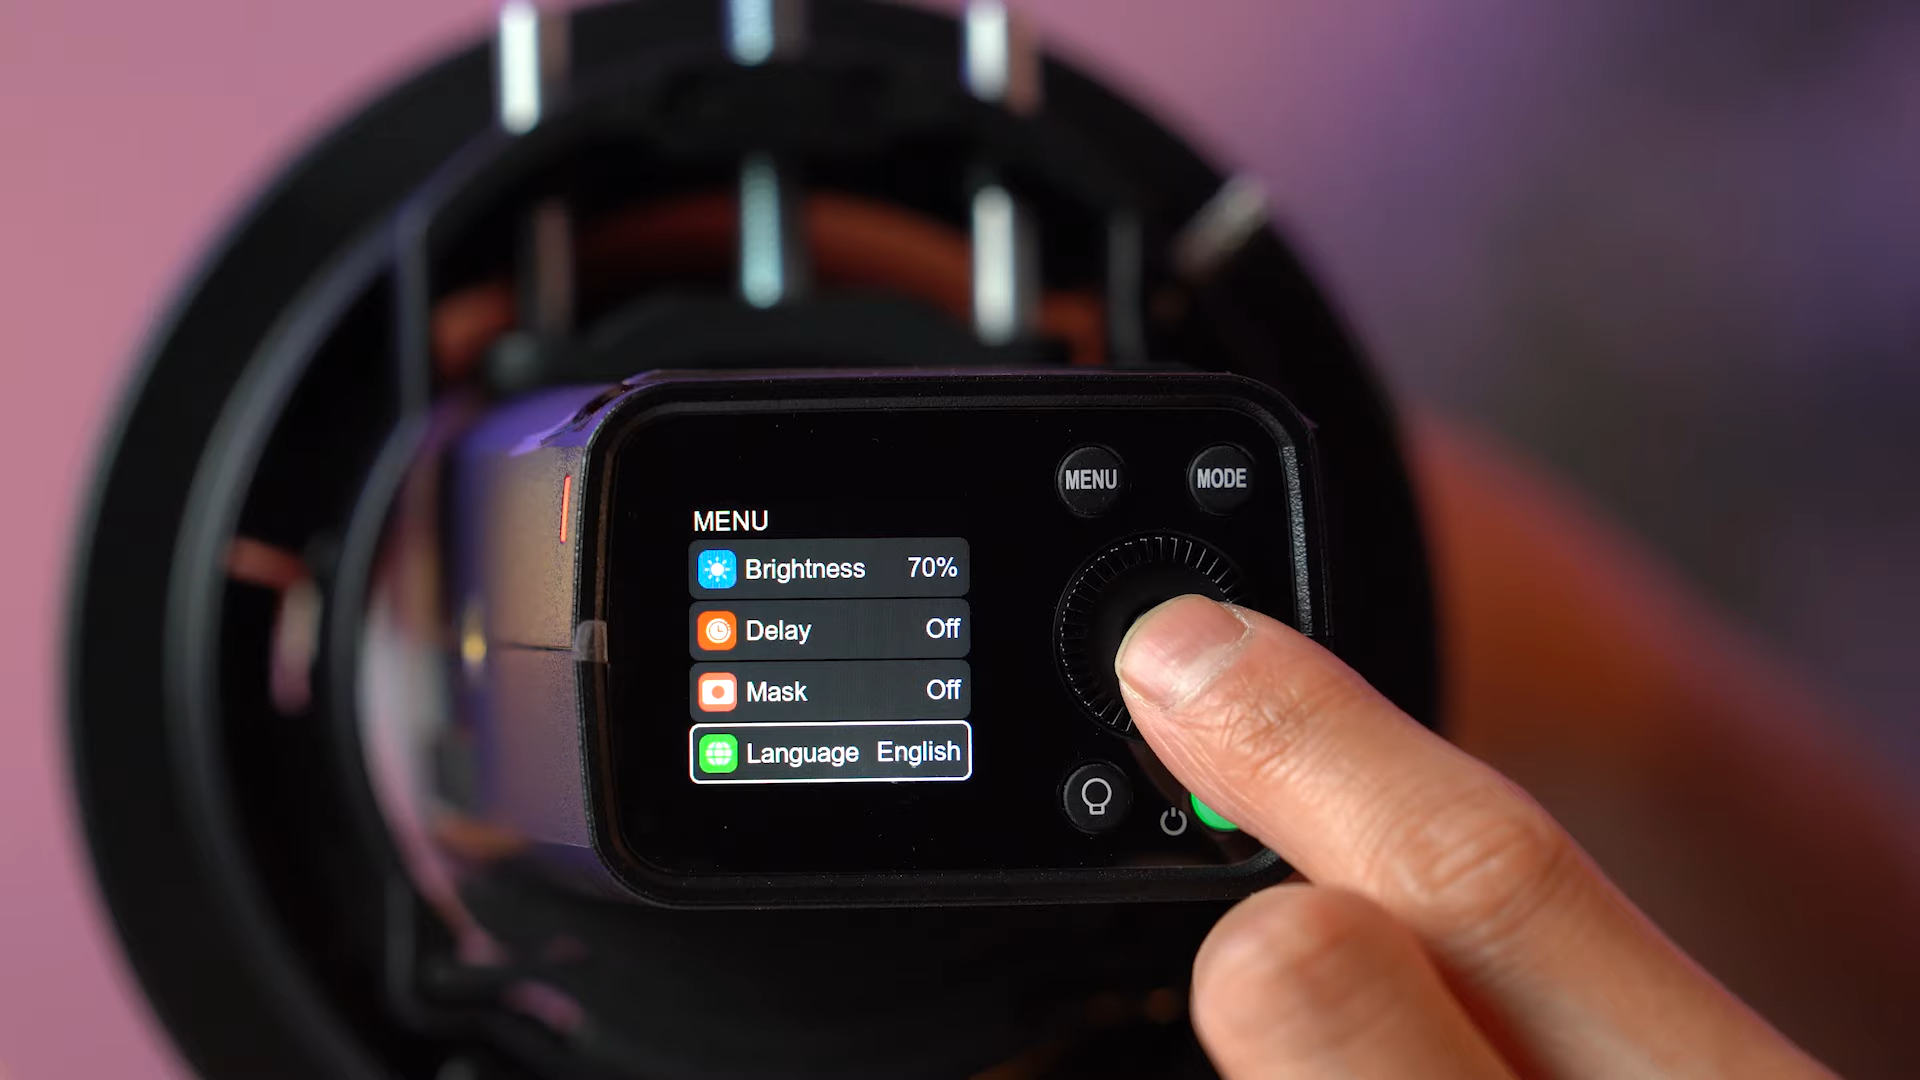 MENU MODE
MENU
Brightness 70%
Delay Off
Mask Off
Language English